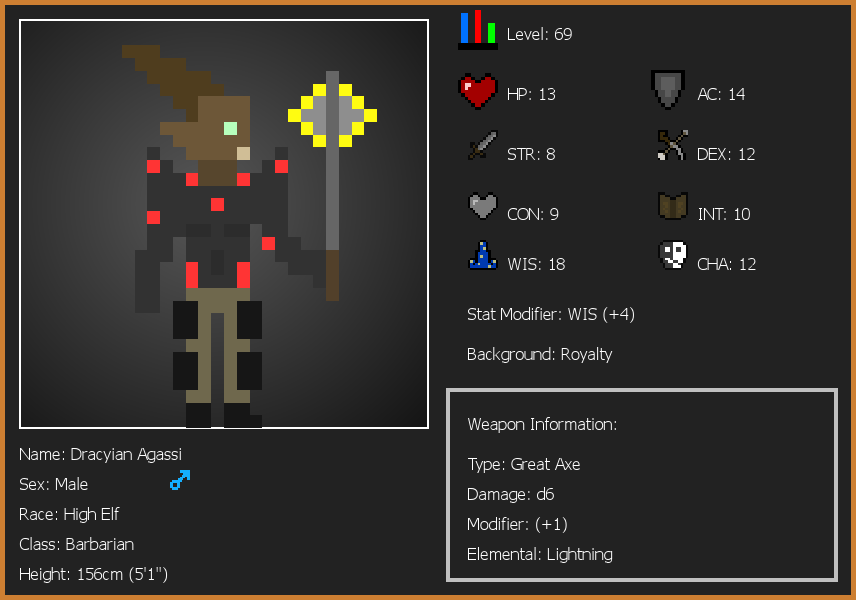 Level: 69
HP: 13
AC: 14
STR: 8
DEX: 12
CON: 9
INT: 10
WIS: 18
CHA: 12
Stat Modifier: WIS (+4)
Background: Royalty
Weapon Information:
Type: Great Axe
Damage: d6
Modifier: (+1)
Elemental: Lightning
Name: Dracyian Agassi
Sex: Male
Race: High Elf
Class: Barbarian
Height: 156cm (5'1")